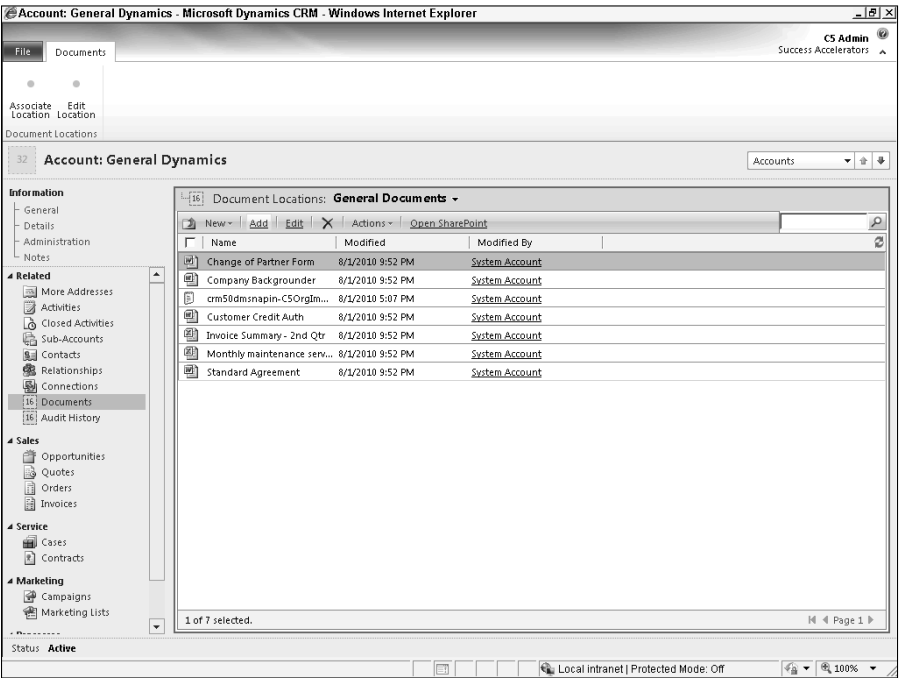 Account: General Dynamics - Microsoft Dynamics CRM - Windows Internet Explorer
C5 Admin
File Documents
Success Accelerators
Associate Location
Edit Location
Document Locations
32 Account: General Dynamics
Accounts
Information
General
Details
Administration
Notes
Related
More Addresses
Activities
Closed Activities
Sub-Accounts
Contacts
Relationships
Connections
16 Documents
16 Audit History
Sales
Opportunities
Quotes
Orders
Invoices
Service
Cases
Contracts
Marketing
Campaigns
Marketing Lists
16 Document Locations: General Documents
New Add Edit Actions Open SharePoint
Name Modified Modified By
Change of Partner Form 8/1/2010 9:52 PM System Account
Company Backgrounder 8/1/2010 9:52 PM System Account
crm50dmsnapin-C5OrgIm... 8/1/2010 5:07 PM System Account
Customer Credit Auth 8/1/2010 9:52 PM System Account
Invoice Summary - 2nd Qtr 8/1/2010 9:52 PM System Account
Monthly maintenance serv... 8/1/2010 9:52 PM System Account
Standard Agreement 8/1/2010 9:52 PM System Account
1 of 7 selected.
Page 1
Status Active
Local intranet | Protected Mode: Off
100%